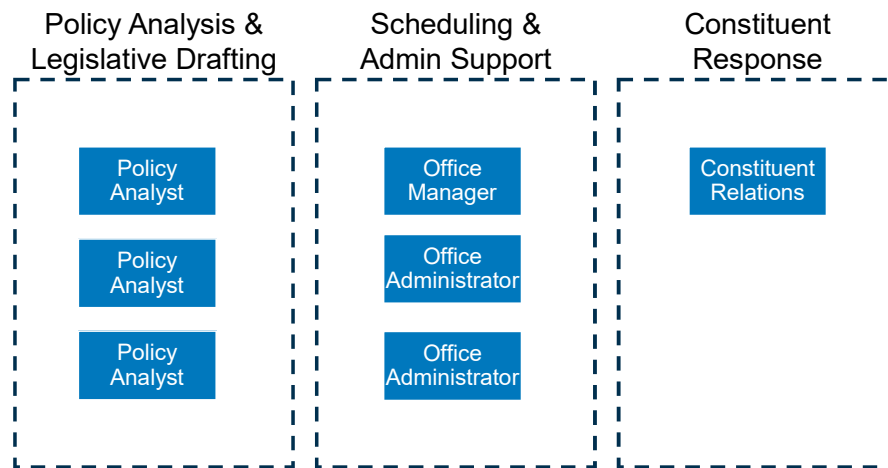 Policy Analysis &
Legislative Drafting
Policy
Analyst
Policy
Analyst
Policy
Analyst
Scheduling &
Admin Support
Office
Manager
Office
Administrator
Office
Administrator
Constituent
Response
Constituent
Relations